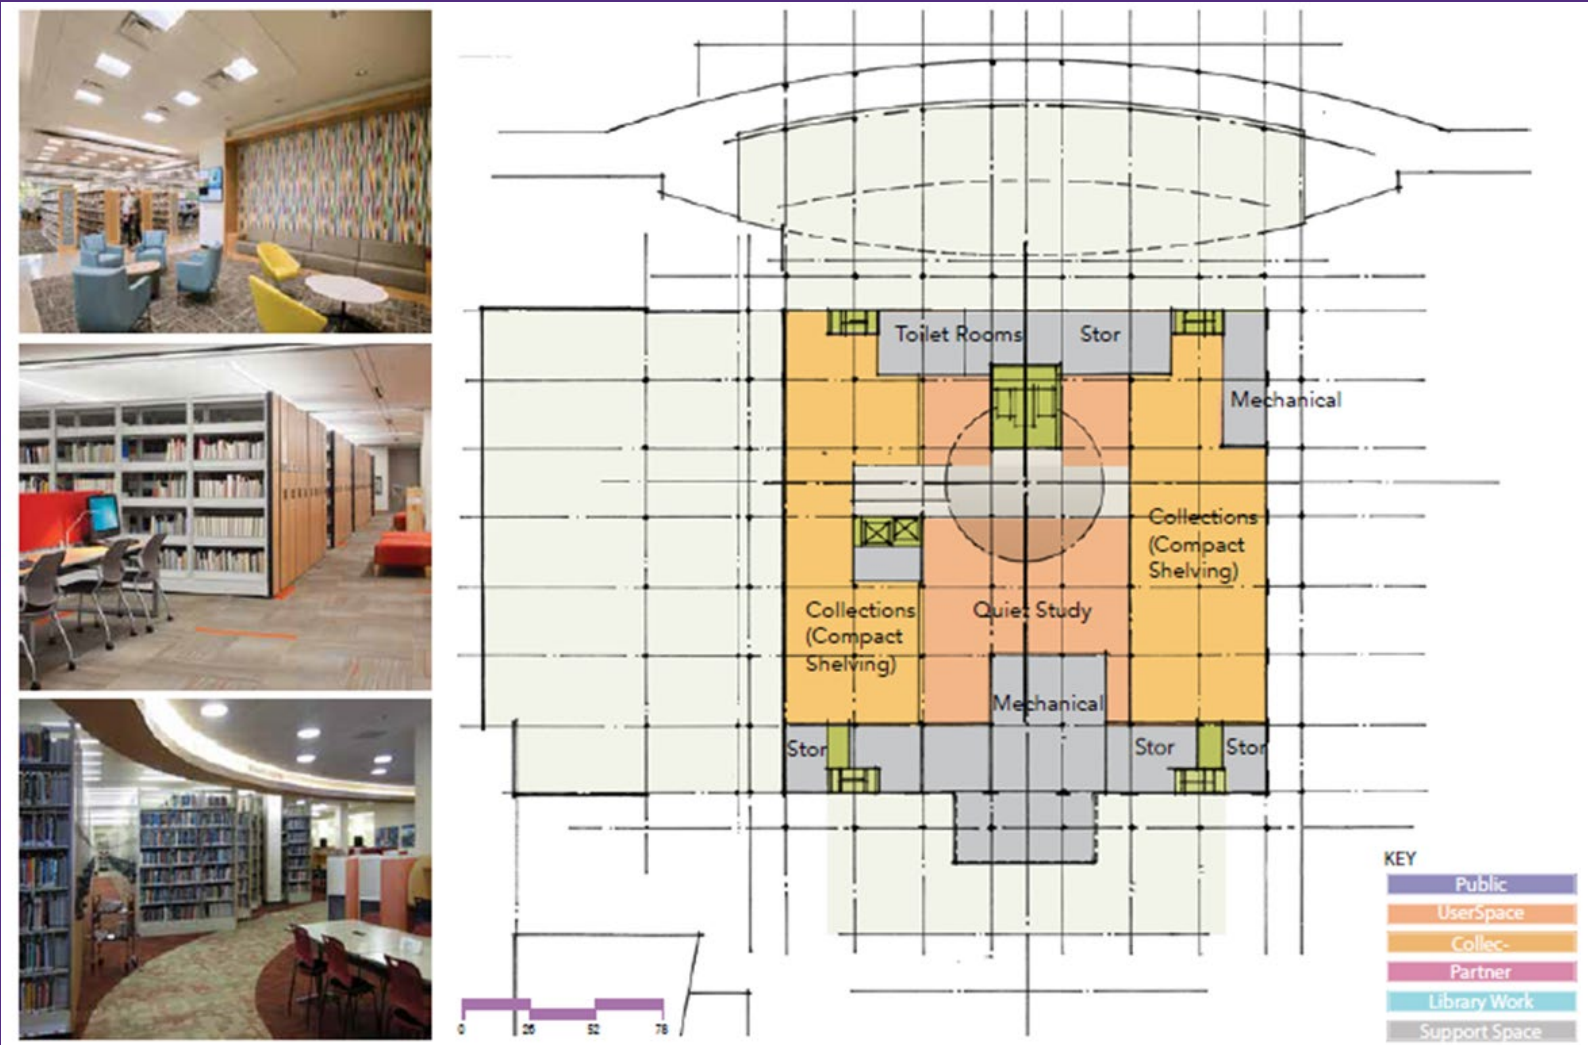 Toilet Rooms
Stor
Mechanical
Collections
(Compact
Shelving)
Collections
(Compact
Shelving)
Quiet Study
Mechanical
Stor
Stor
Stor
KEY
Public
UserSpace
Collec-
Partner
Library Work
Support Space
0 26 52 78